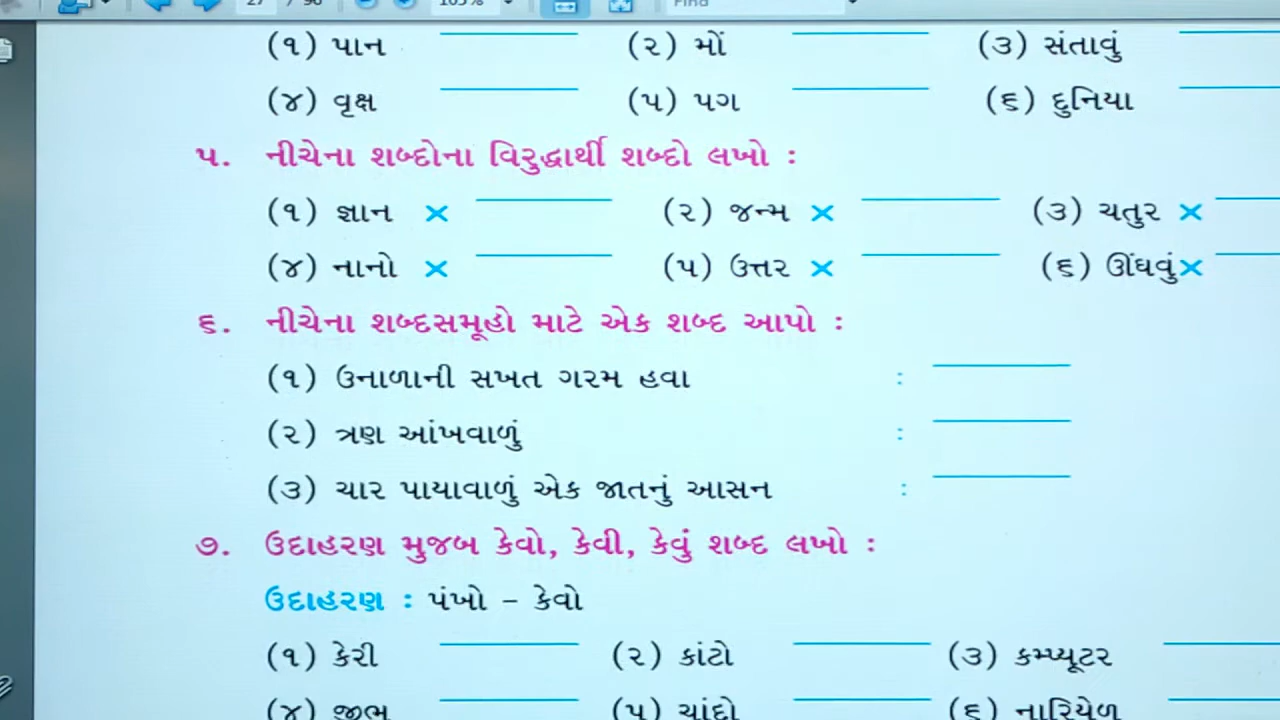 (૧) પાન (૨) મોં (૩) સંતાવું
(૪) વૃક્ષ (૫) પગ (૬) દુનિયા
૫. નીચેના શબ્દોના વિરુદ્ધાર્થી શબ્દો લખો :
(૧) જ્ઞાન × (૨) જન્મ × (૩) ચતુર ×
(૪) નાનો × (૫) ઉત્તર × (૬) ઊંઘવું×
૬. નીચેના શબ્દસમૂહો માટે એક શબ્દ આપો :
(૧) ઉનાળાની સખત ગરમ હવા :
(૨) ત્રણ આંખવાળું :
(૩) ચાર પાયાવાળું એક જાતનું આસન :
૭. ઉદાહરણ મુજબ કેવો, કેવી, કેવું શબ્દ લખો :
ઉદાહરણ : પંખો – કેવો
(૧) કેરી (૨) કાંટો (૩) કમ્પ્યૂટર
(૪) જીભ (૫) ચાંદો (૬) નારિયેળ